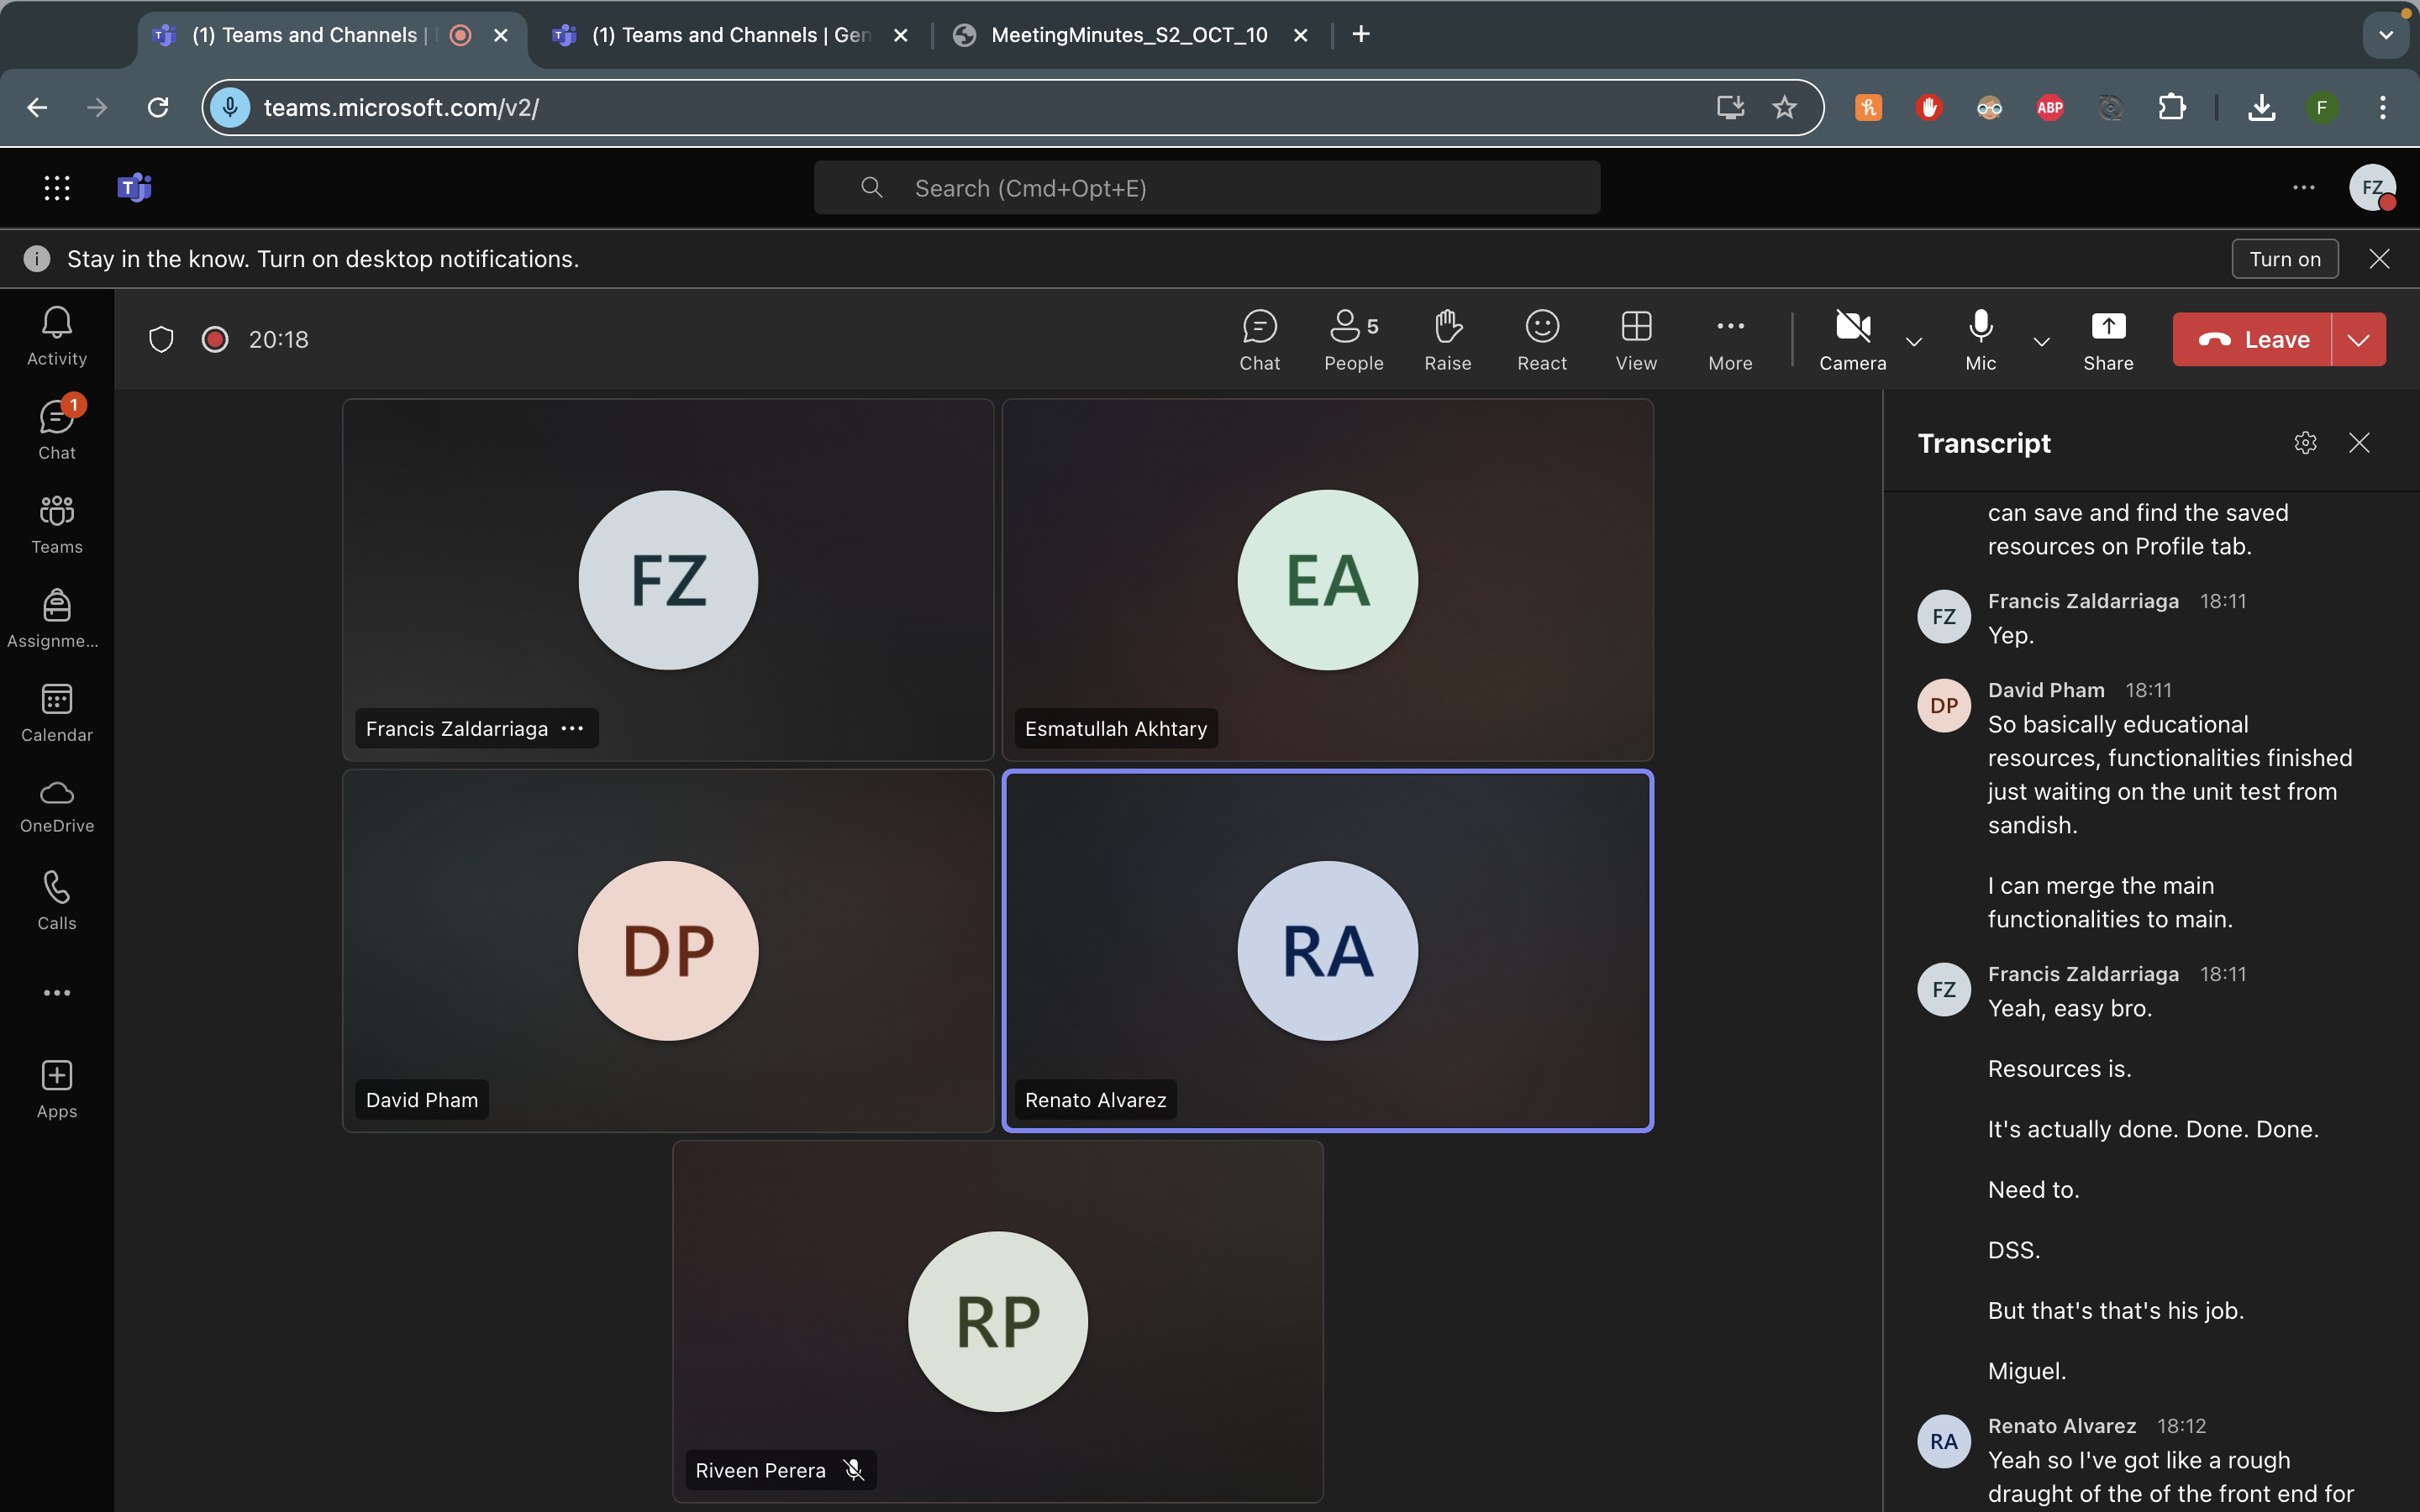 (1) Teams and Channels |
(1) Teams and Channels | Gen
MeetingMinutes_S2_OCT_10
teams.microsoft.com/v2/
ABP
F
T
Search (Cmd+Opt+E)
FZ
Stay in the know. Turn on desktop notifications.
Turn on
Activity
1
Chat
Teams
Assignme...
Calendar
OneDrive
Calls
Apps
20:18
Chat
5
People
Raise
React
View
More
Camera
Mic
Share
Leave
FZ
Francis Zaldarriaga
EA
Esmatullah Akhtary
DP
David Pham
RA
Renato Alvarez
RP
Riveen Perera
Transcript
can save and find the saved
resources on Profile tab.
FZ
Francis Zaldarriaga 18:11
Yep.
DP
David Pham 18:11
So basically educational
resources, functionalities finished
just waiting on the unit test from
sandish.
I can merge the main
functionalities to main.
FZ
Francis Zaldarriaga 18:11
Yeah, easy bro.
Resources is.
It's actually done. Done. Done.
Need to.
DSS.
But that's that's his job.
Miguel.
RA
Renato Alvarez 18:12
Yeah so I've got like a rough
draught of the of the front end for